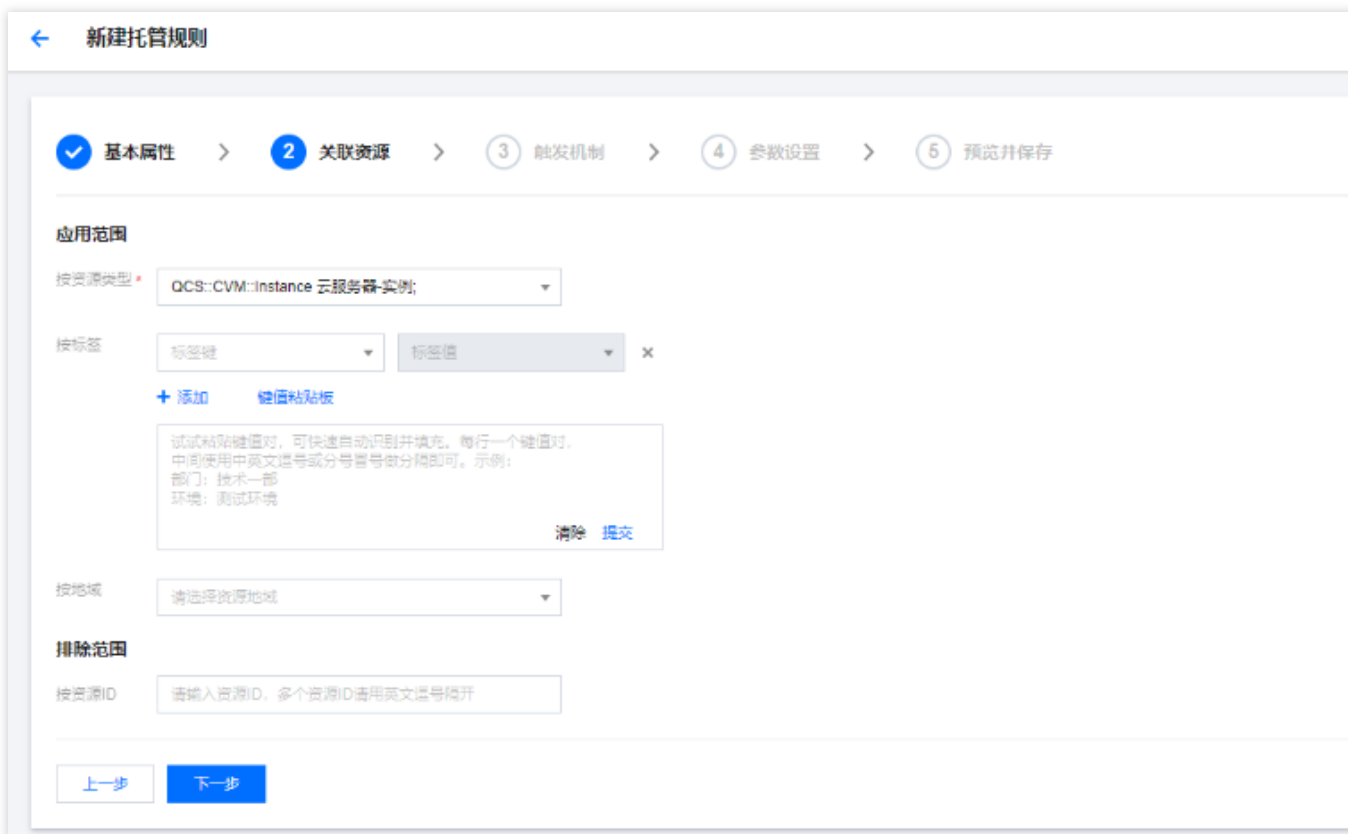 新建托管规则
基本属性 > 2 关联资源 > 3 触发机制 > 4 参数设置 > 5 预览并保存
应用范围
按资源类型 * QCS::CVM::Instance 云服务器-实例;
按标签 标签键 标签值
+ 添加 键值粘贴板
试试粘贴键值对，可快速自动识别并填充。每行一个键值对，
中间使用中英文逗号或分号冒号做分隔即可。示例：
部门：技术一部
环境：测试环境
清除 提交
按地域 请选择资源地域
排除范围
按资源ID 请输入资源ID，多个资源ID请用英文逗号隔开
上一步 下一步